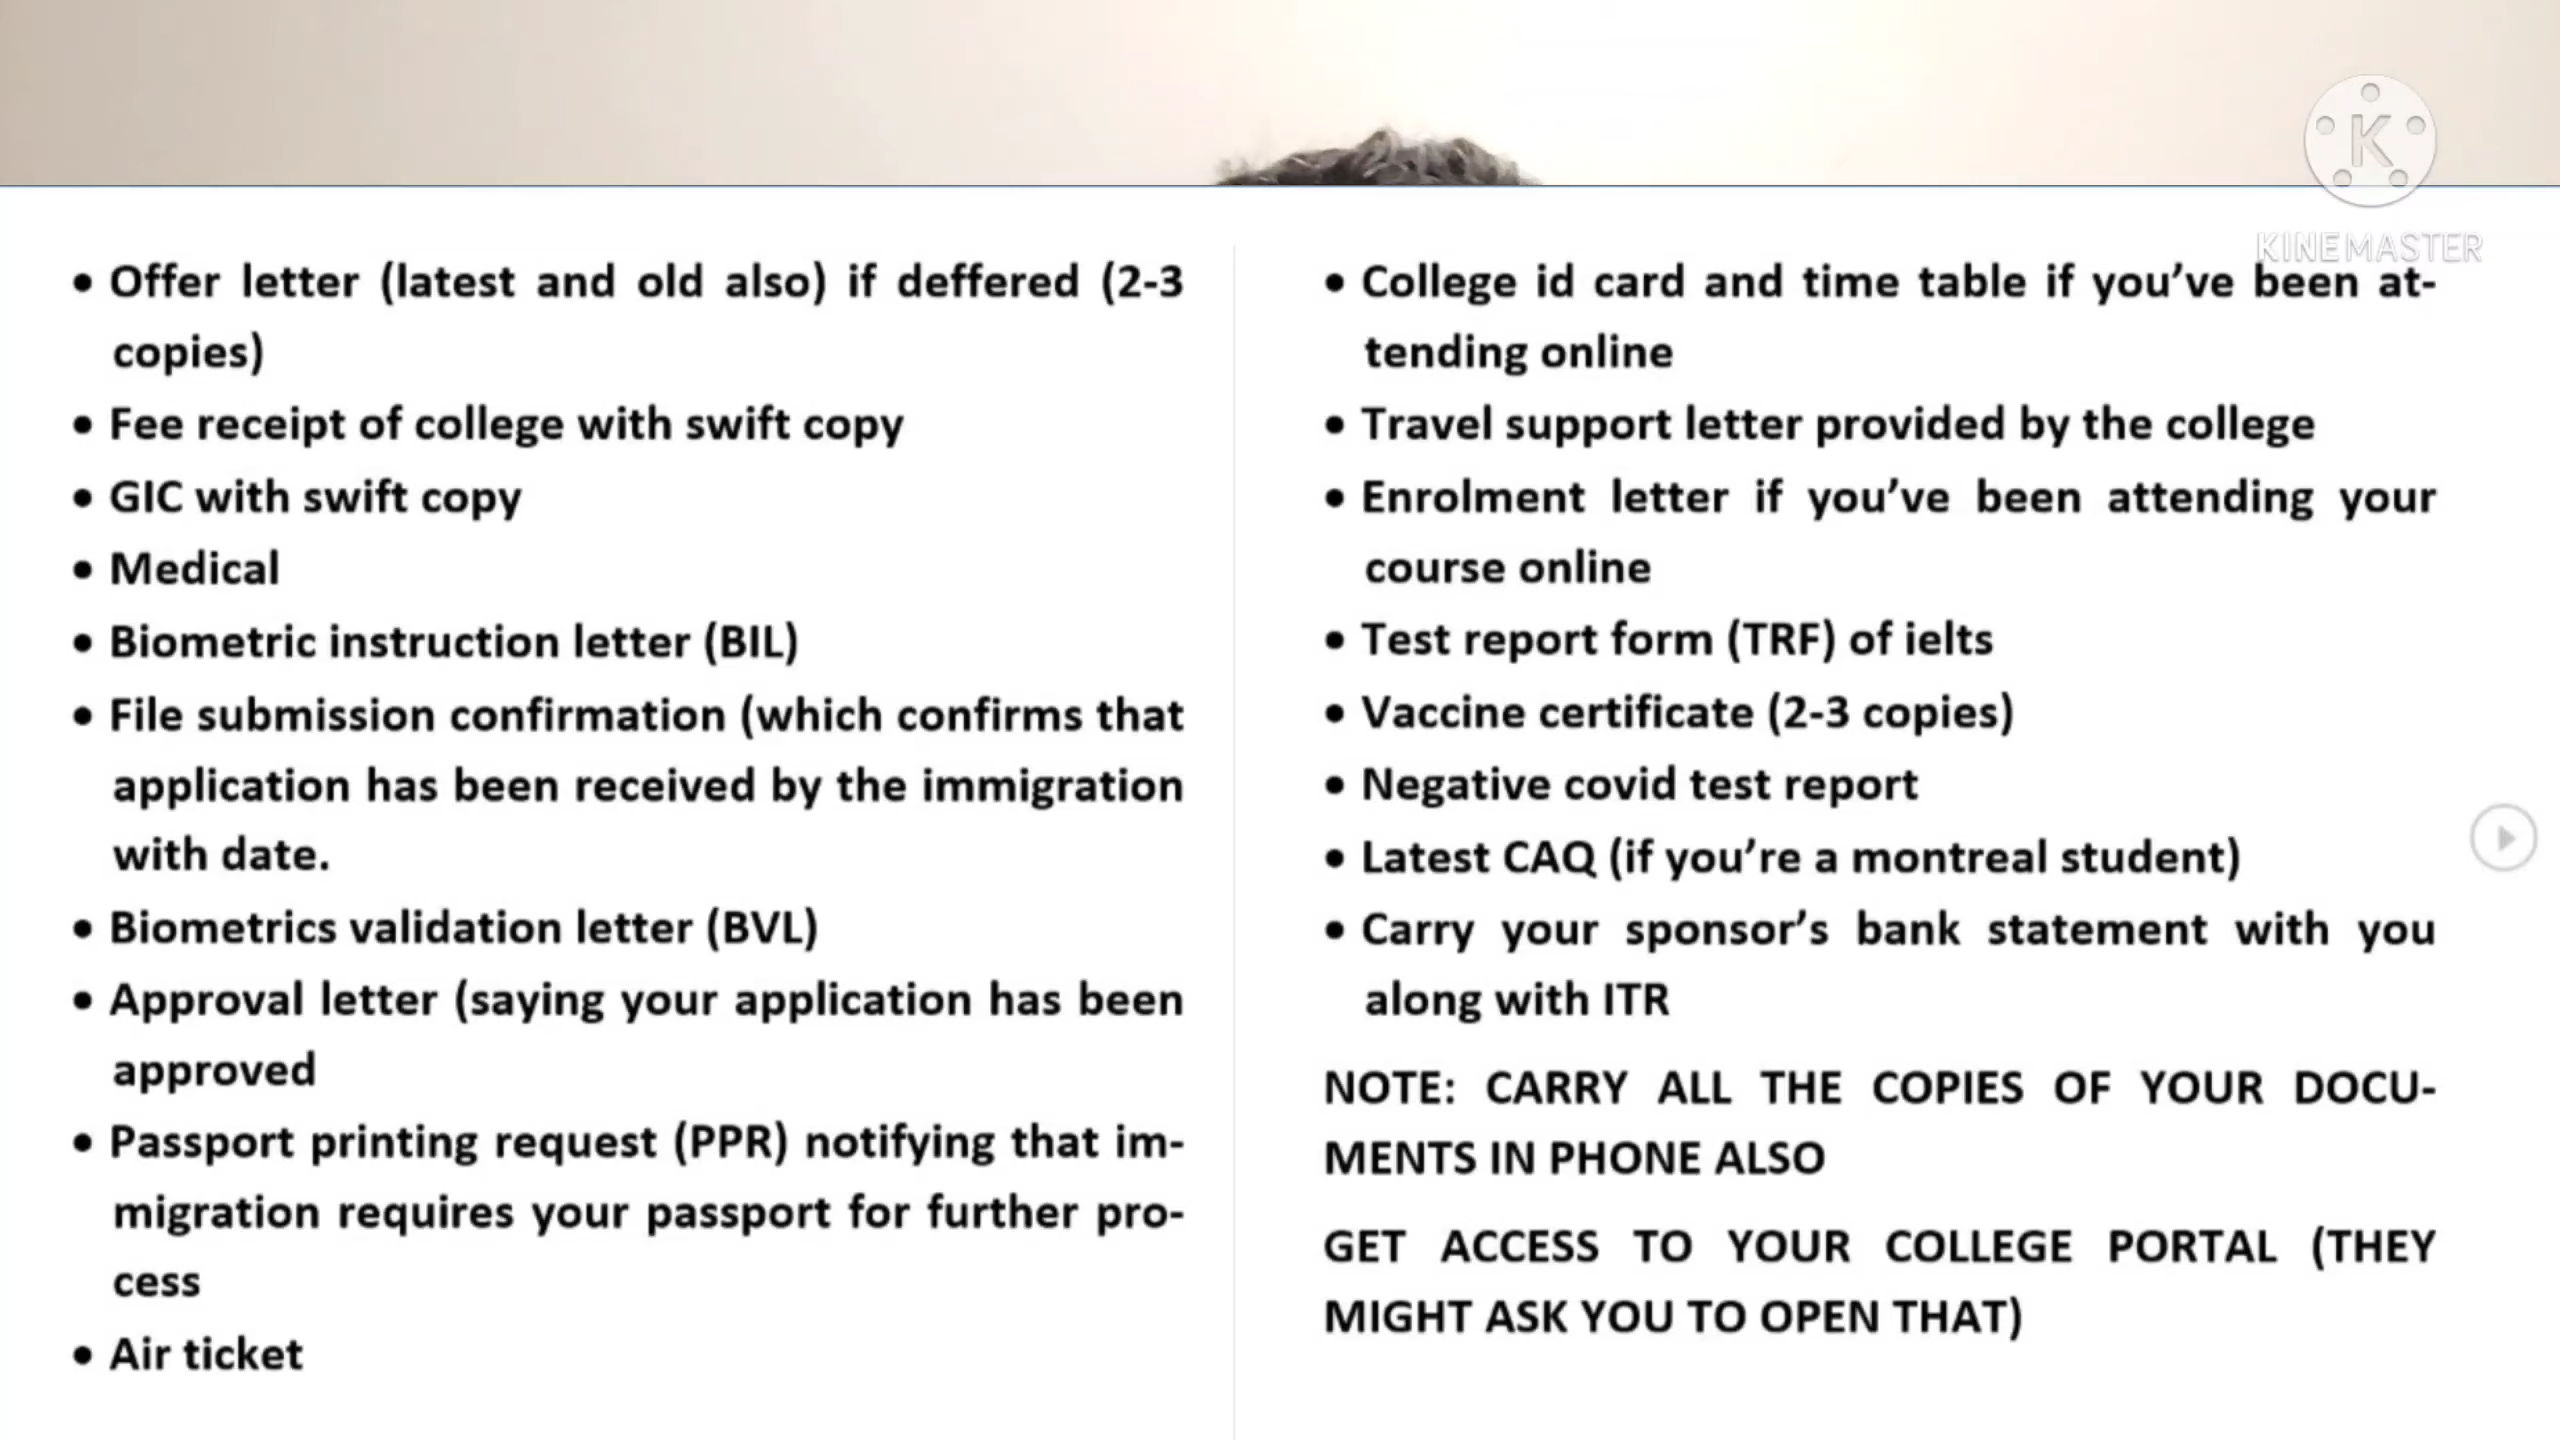 K
KINEMASTER
• Offer letter (latest and old also) if deffered (2-3
copies)
• Fee receipt of college with swift copy
• GIC with swift copy
• Medical
• Biometric instruction letter (BIL)
• File submission confirmation (which confirms that
application has been received by the immigration
with date.
• Biometrics validation letter (BVL)
• Approval letter (saying your application has been
approved
• Passport printing request (PPR) notifying that im-
migration requires your passport for further pro-
cess
• Air ticket
• College id card and time table if you’ve been at-
tending online
• Travel support letter provided by the college
• Enrolment letter if you’ve been attending your
course online
• Test report form (TRF) of ielts
• Vaccine certificate (2-3 copies)
• Negative covid test report
• Latest CAQ (if you’re a montreal student)
• Carry your sponsor’s bank statement with you
along with ITR
NOTE: CARRY ALL THE COPIES OF YOUR DOCU-
MENTS IN PHONE ALSO
GET ACCESS TO YOUR COLLEGE PORTAL (THEY
MIGHT ASK YOU TO OPEN THAT)